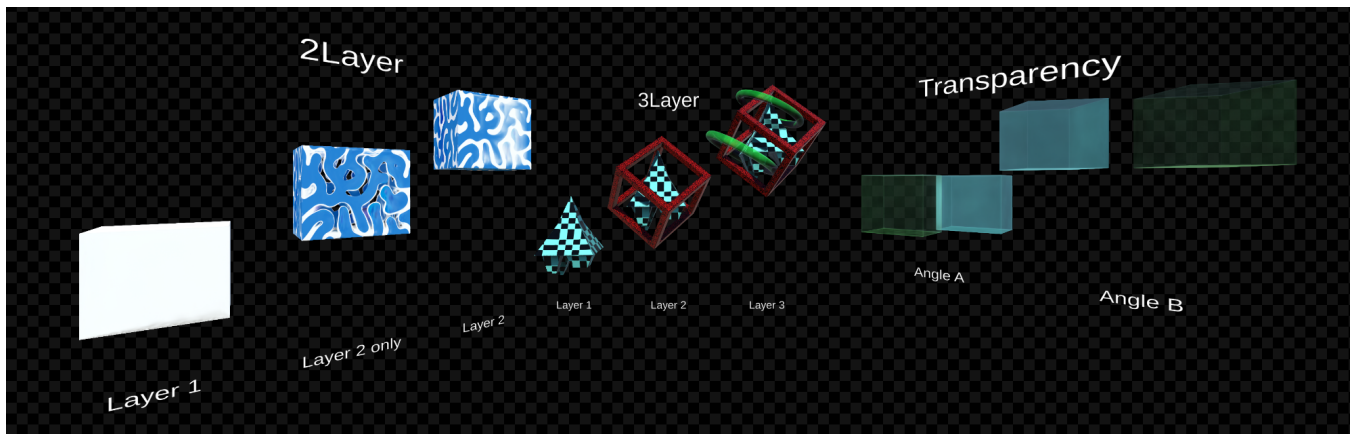 2Layer
Layer 1
Layer 2 only
Layer 2
3Layer
Layer 1
Layer 2
Layer 3
Transparency
Angle A
Angle B